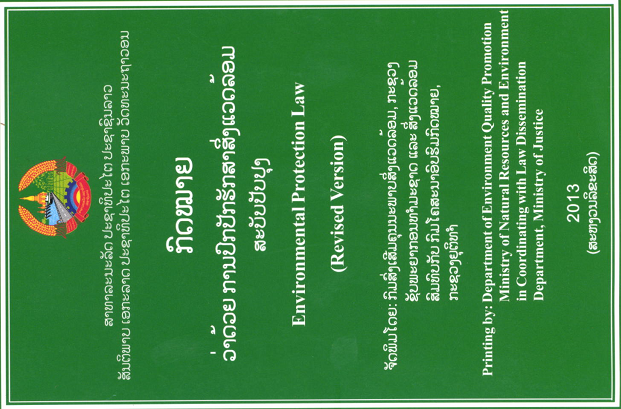 ສາທາລະນະລັດ ປະຊາທິປະໄຕ ປະຊາຊົນລາວ
ສັນຕິພາບ ເອກະລາດ ປະຊາທິປະໄຕ ເອກະພາບ ວັດທະນະຖາວອນ
ກົດໝາຍ
ວ່າດ້ວຍ ການປົກປັກຮັກສາສິ່ງແວດລ້ອມ
ສະບັບປັບປຸງ
Environmental Protection Law
(Revised Version)
ຈັດພິມໂດຍ: ກົມສົ່ງເສີມຄຸນນະພາບສິ່ງແວດລ້ອມ, ກະຊວງ
ຊັບພະຍາກອນທຳມະຊາດ ແລະ ສິ່ງແວດລ້ອມ
ສົມທົບກັບ ກົມໂຄສະນາອົບຮົມກົດໝາຍ,
ກະຊວງຍຸຕິທຳ
Printing by: Department of Environment Quality Promotion
Ministry of Natural Resources and Environment
in Coordinating with Law Dissemination
Department, Ministry of Justice
2013
(ສະຫງວນລິຂະສິດ)